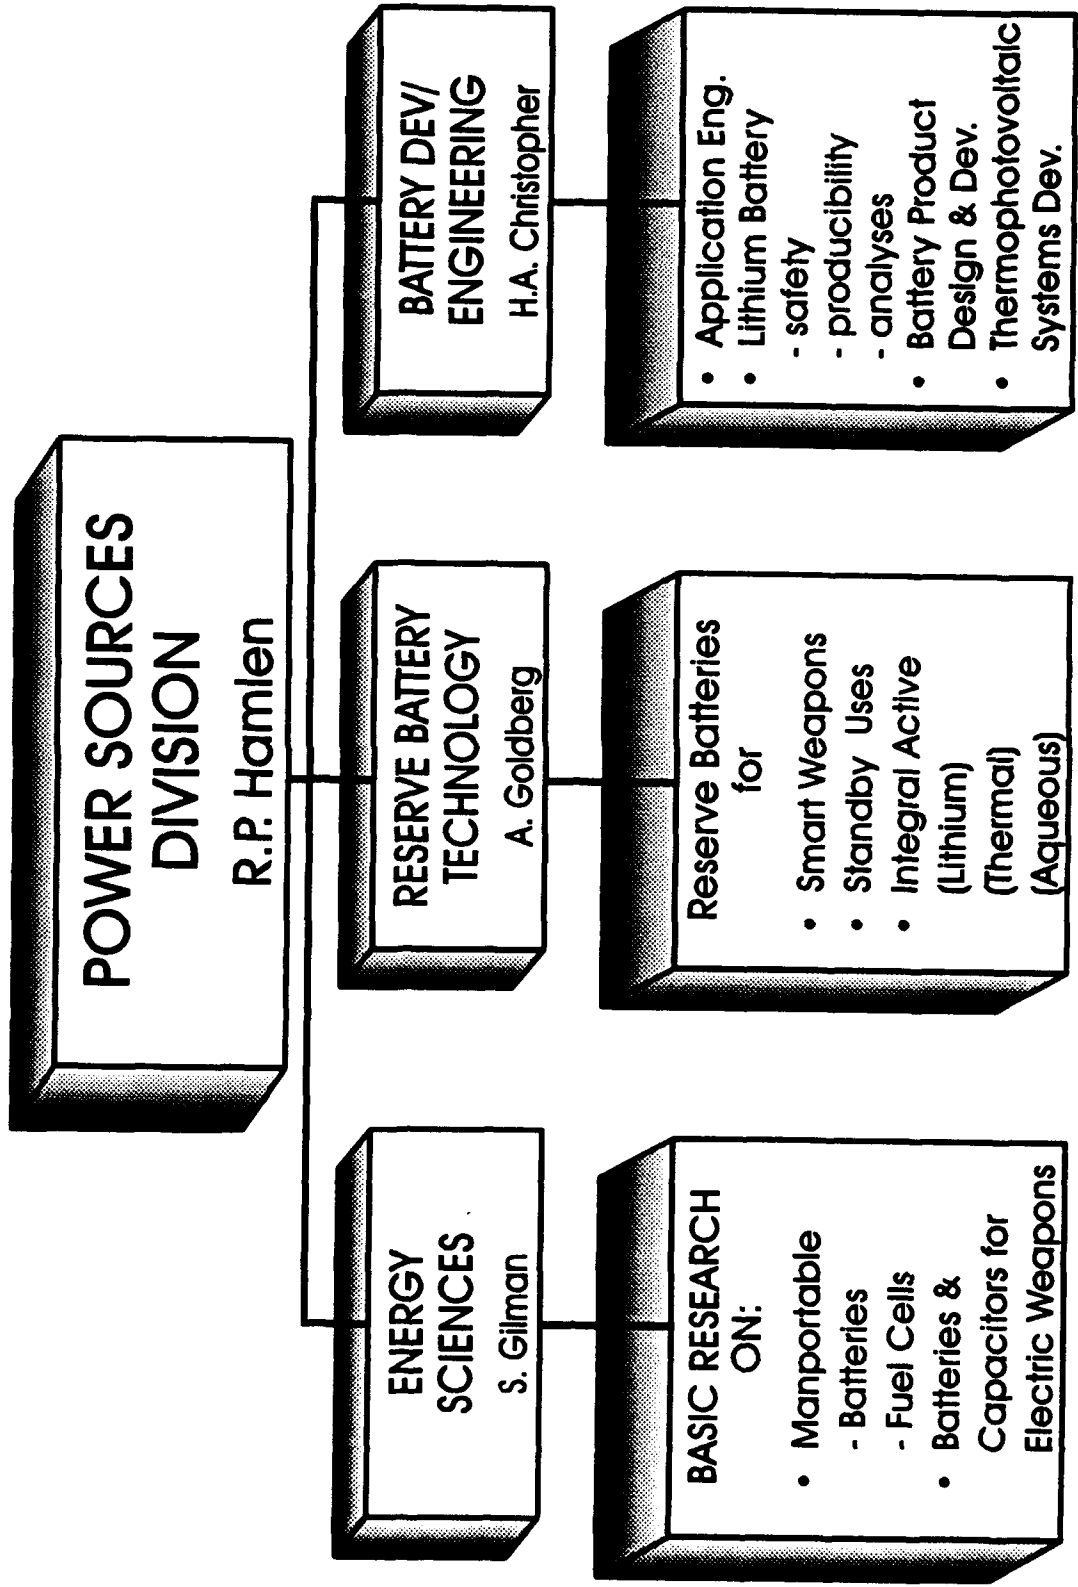 POWER SOURCES
DIVISION
R.P. Hamlen
ENERGY
SCIENCES
S. Gilman
BASIC RESEARCH
ON:
• Manportable
- Batteries
- Fuel Cells
• Batteries &
Capacitors for
Electric Weapons
RESERVE BATTERY
TECHNOLOGY
A. Goldberg
Reserve Batteries
for
• Smart Weapons
• Standby Uses
• Integral Active
(Lithium)
(Thermal)
(Aqueous)
BATTERY DEV/
ENGINEERING
H.A. Christopher
• Application Eng.
• Lithium Battery
- safety
- producibility
- analyses
• Battery Product
Design & Dev.
• Thermophotovoltaic
Systems Dev.